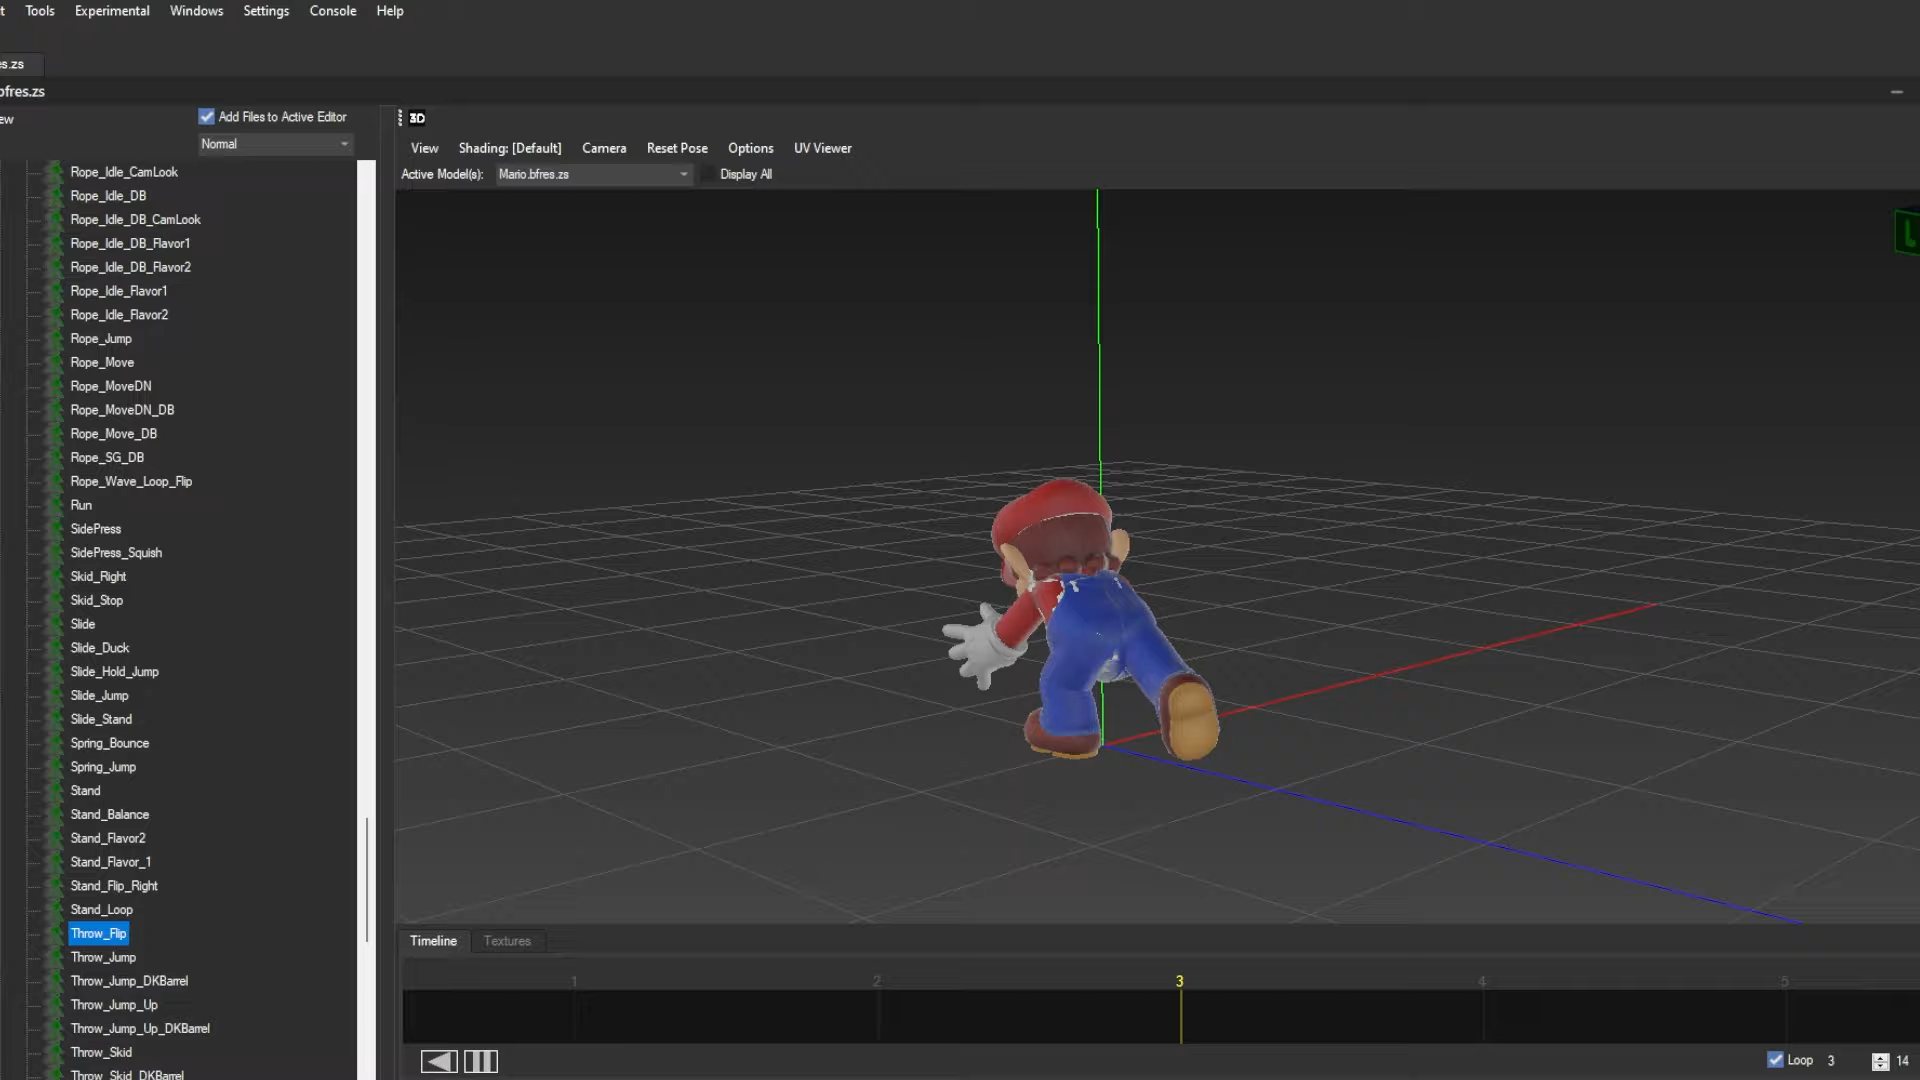 t Tools Experimental Windows Settings Console Help
es.zs
bfres.zs
ew
Add Files to Active Editor
Normal
Rope_Idle_CamLook
Rope_Idle_DB
Rope_Idle_DB_CamLook
Rope_Idle_DB_Flavor1
Rope_Idle_DB_Flavor2
Rope_Idle_Flavor1
Rope_Idle_Flavor2
Rope_Jump
Rope_Move
Rope_MoveDN
Rope_MoveDN_DB
Rope_Move_DB
Rope_SG_DB
Rope_Wave_Loop_Flip
Run
SidePress
SidePress_Squish
Skid_Right
Skid_Stop
Slide
Slide_Duck
Slide_Hold_Jump
Slide_Jump
Slide_Stand
Spring_Bounce
Spring_Jump
Stand
Stand_Balance
Stand_Flavor2
Stand_Flavor_1
Stand_Flip_Right
Stand_Loop
Throw_Flip
Throw_Jump
Throw_Jump_DKBarrel
Throw_Jump_Up
Throw_Jump_Up_DKBarrel
Throw_Skid
Throw_Skid_DKBarrel
3D
View Shading: [Default] Camera Reset Pose Options UV Viewer
Active Model(s): Mario.bfres.zs Display All
L
Timeline Textures
1 2 3 4 5
Loop 3 14